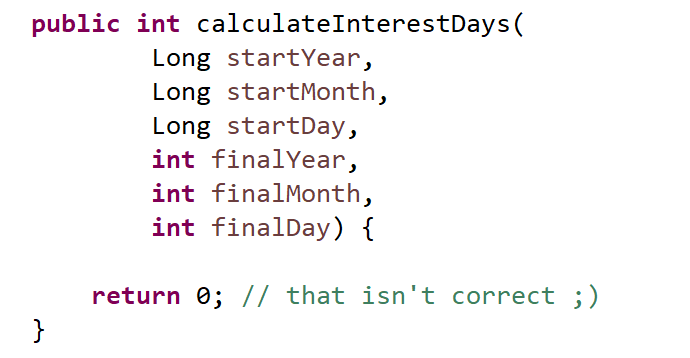 public int calculateInterestDays(
Long startYear,
Long startMonth,
Long startDay,
int finalYear,
int finalMonth,
int finalDay) {
return 0; // that isn't correct ;)
}